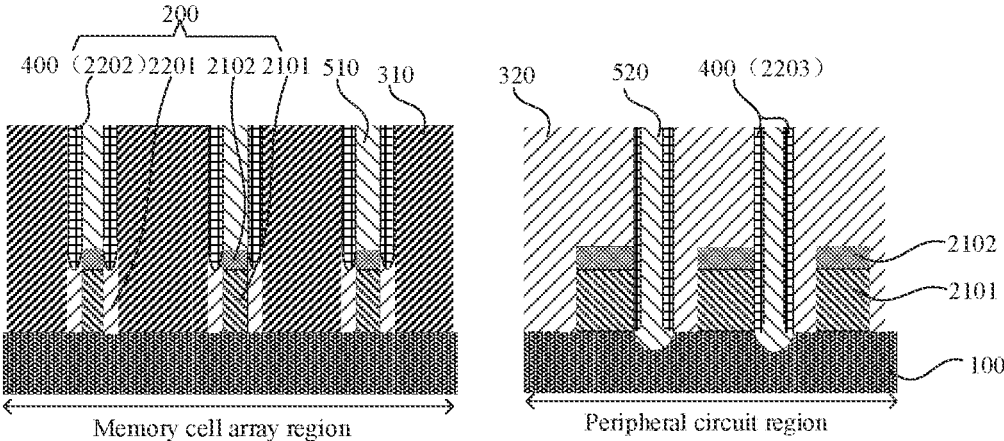 200
400（2202）2201 2102 2101 510 310
320 520 400（2203）
2102
2101
100
Memory cell array region
Peripheral circuit region